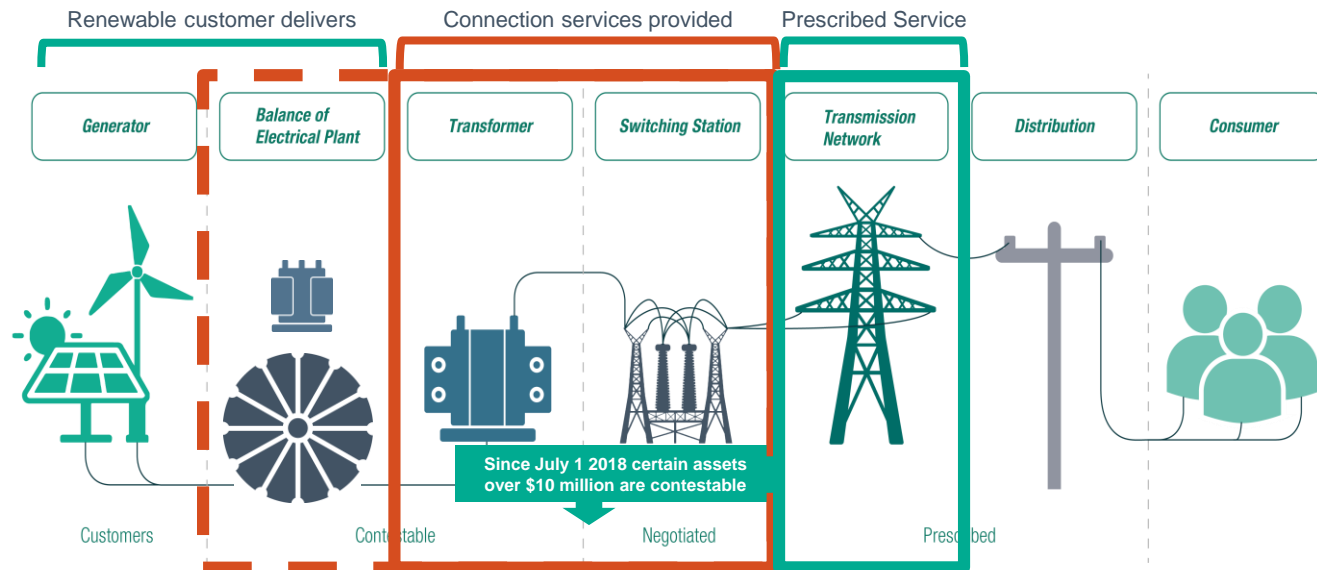 Renewable customer delivers
Connection services provided
Prescribed Service
Generator
Balance of
Electrical Plant
Transformer
Switching Station
Transmission
Network
Distribution
Consumer
Since July 1 2018 certain assets
over $10 million are contestable
Customers
Contestable
Negotiated
Prescribed